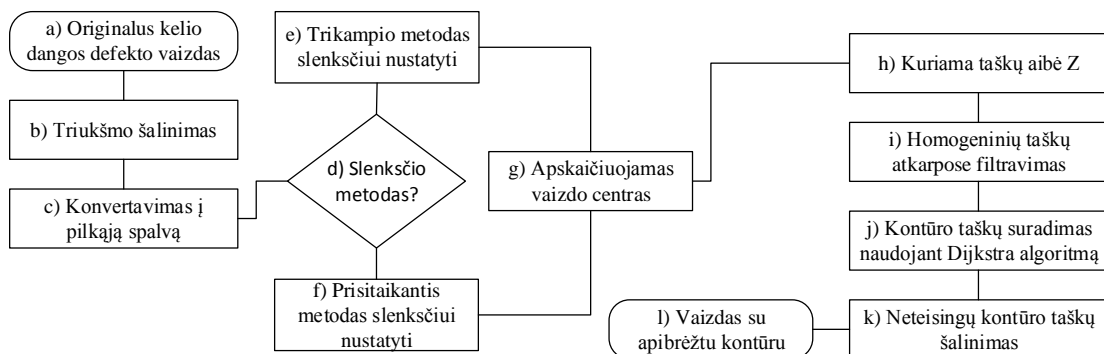 a) Originalus kelio
dangos defekto vaizdas
b) Triukšmo šalinimas
c) Konvertavimas į
pilkąją spalvą
d) Slenksčio
metodas?
e) Trikampio metodas
slenksčiui nustatyti
f) Prisitaikantis
metodas slenksčiui
nustatyti
g) Apskaičiuojamas
vaizdo centras
h) Kuriama taškų aibė Z
i) Homogeninių taškų
atkarpose filtravimas
j) Kontūro taškų suradimas
naudojant Dijkstra algoritmą
k) Neteisingų kontūro taškų
šalinimas
l) Vaizdas su
apibrėžtu kontūru